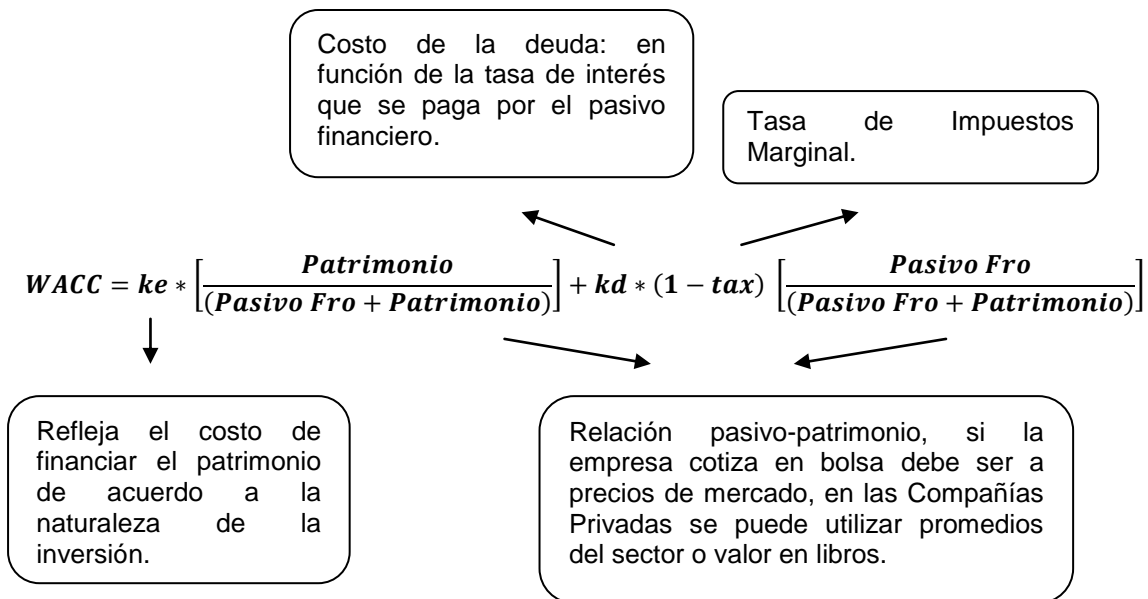 Costo de la deuda: en
función de la tasa de interés
que se paga por el pasivo
financiero.
Tasa de Impuestos
Marginal.
WACC = ke * [Patrimonio / (Pasivo Fro + Patrimonio)] + kd * (1 − tax) [Pasivo Fro / (Pasivo Fro + Patrimonio)]
Refleja el costo de
financiar el patrimonio
de acuerdo a la
naturaleza de la
inversión.
Relación pasivo-patrimonio, si la
empresa cotiza en bolsa debe ser a
precios de mercado, en las Compañías
Privadas se puede utilizar promedios
del sector o valor en libros.